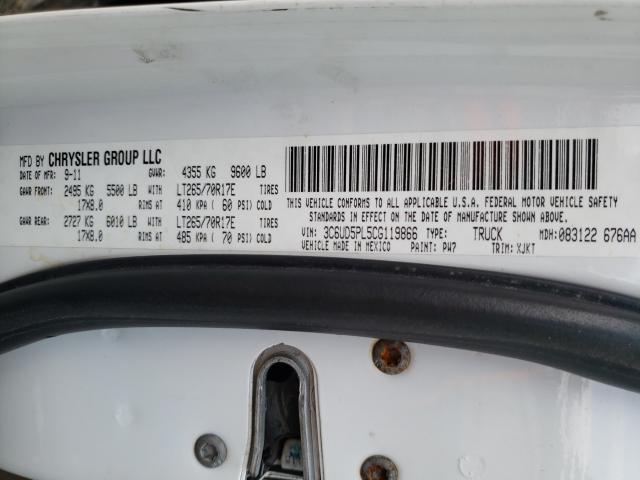 MFD BY CHRYSLER GROUP LLC
DATE OF MFR: 9-11 GVWR: 4355 KG 9600 LB
GAWR FRONT: 2495 KG 5500 LB WITH LT265/70R17E TIRES
17X8.0 RIMS AT 410 KPA ( 60 PSI) COLD
GAWR REAR: 2727 KG 6010 LB WITH LT265/70R17E TIRES
17X8.0 RIMS AT 485 KPA ( 70 PSI) COLD
THIS VEHICLE CONFORMS TO ALL APPLICABLE U.S.A. FEDERAL MOTOR VEHICLE SAFETY
STANDARDS IN EFFECT ON THE DATE OF MANUFACTURE SHOWN ABOVE.
VIN: 3C6UD5PL5CG119866 TYPE: TRUCK MDH: 083122 676AA
VEHICLE MADE IN MEXICO PAINT: PW7 TRIM: XJKT